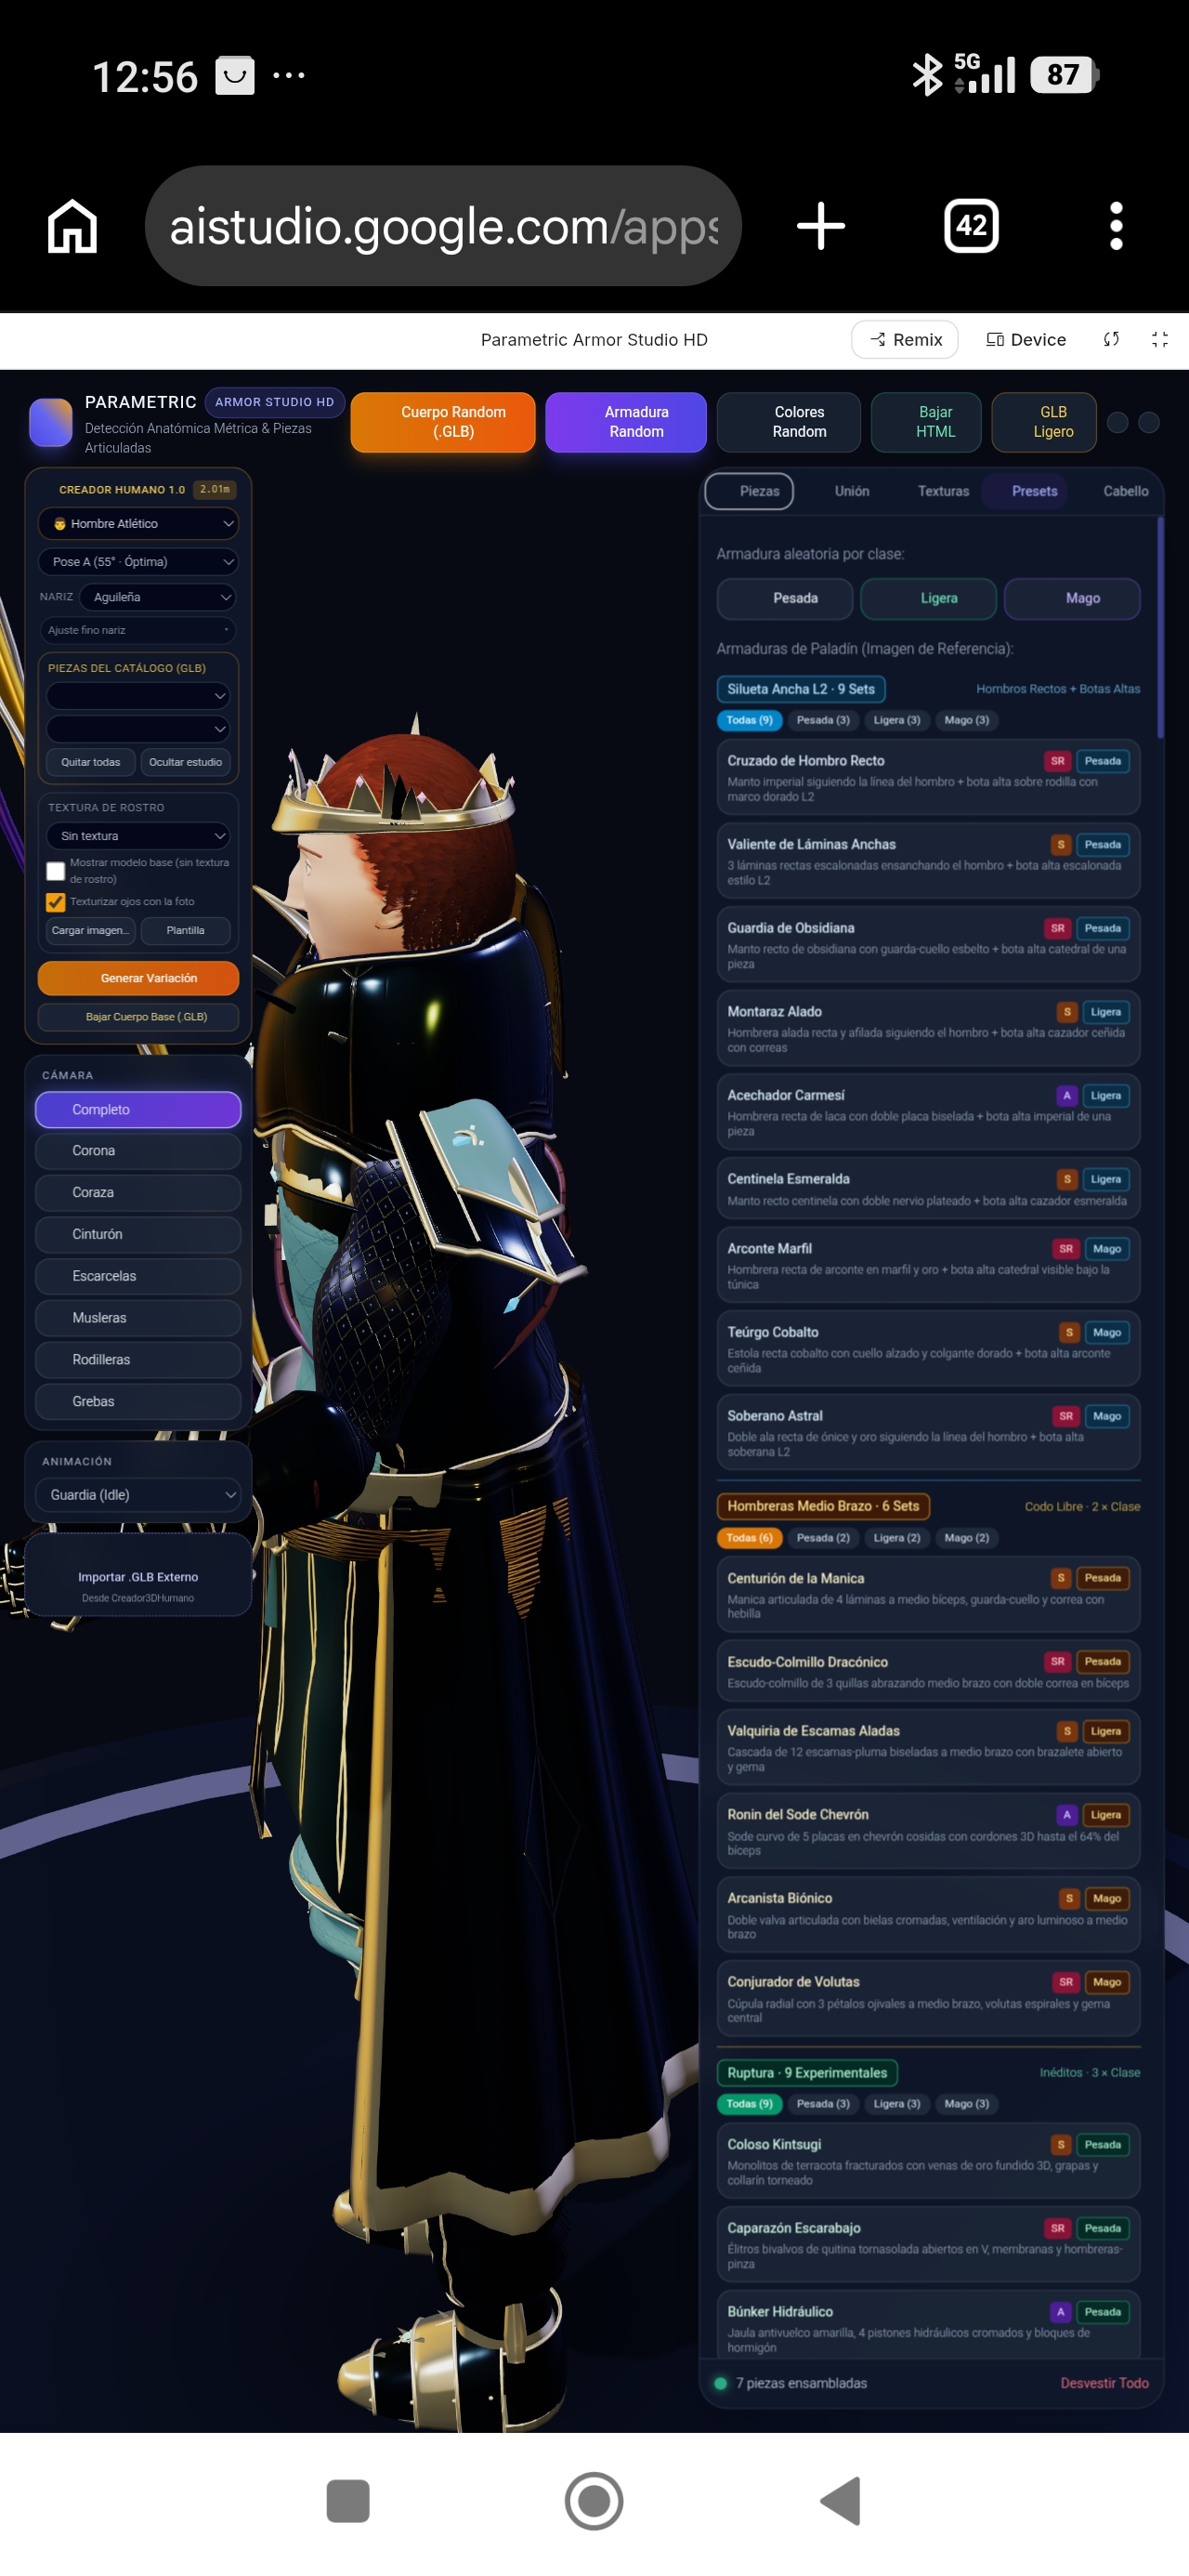 12:56
5G
87
aistudio.google.com/apps
42
Parametric Armor Studio HD
Remix
Device
PARAMETRIC
ARMOR STUDIO HD
Detección Anatómica Métrica & Piezas
Articuladas
Cuerpo Random
(.GLB)
Armadura
Random
Colores
Random
Bajar
HTML
GLB
Ligero
CREADOR HUMANO 1.0
2.01m
Hombre Atlético
Pose A (55° · Óptima)
NARIZ
Aguileña
Ajuste fino nariz
PIEZAS DEL CATÁLOGO (GLB)
Quitar todas
Ocultar estudio
TEXTURA DE ROSTRO
Sin textura
Mostrar modelo base (sin textura
de rostro)
Texturizar ojos con la foto
Cargar imagen...
Plantilla
Generar Variación
Bajar Cuerpo Base (.GLB)
CÁMARA
Completo
Corona
Coraza
Cinturón
Escarcelas
Musleras
Rodilleras
Grebas
ANIMACIÓN
Guardia (Idle)
Importar .GLB Externo
Desde Creador3DHumano
Piezas
Unión
Texturas
Presets
Cabello
Armadura aleatoria por clase:
Pesada
Ligera
Mago
Armaduras de Paladín (Imagen de Referencia):
Silueta Ancha L2 · 9 Sets
Hombros Rectos + Botas Altas
Todas (9)
Pesada (3)
Ligera (3)
Mago (3)
Cruzado de Hombro Recto
SR
Pesada
Manto imperial siguiendo la línea del hombro + bota alta sobre rodilla con
marco dorado L2
Valiente de Láminas Anchas
S
Pesada
3 láminas rectas escalonadas ensanchando el hombro + bota alta escalonada
estilo L2
Guardia de Obsidiana
SR
Pesada
Manto recto de obsidiana con guarda-cuello esbelto + bota alta catedral de una
pieza
Montaraz Alado
S
Ligera
Hombrera alada recta y afilada siguiendo el hombro + bota alta cazador ceñida
con correas
Acechador Carmesí
A
Ligera
Hombrera recta de laca con doble placa biselada + bota alta imperial de una
pieza
Centinela Esmeralda
S
Ligera
Manto recto centinela con doble nervio plateado + bota alta cazador esmeralda
Arconte Marfil
SR
Mago
Hombrera recta de arconte en marfil y oro + bota alta catedral visible bajo la
túnica
Teúrgo Cobalto
S
Mago
Estola recta cobalto con cuello alzado y colgante dorado + bota alta arconte
ceñida
Soberano Astral
SR
Mago
Doble ala recta de ónice y oro siguiendo la línea del hombro + bota alta
soberana L2
Hombreras Medio Brazo · 6 Sets
Codo Libre · 2 × Clase
Todas (6)
Pesada (2)
Ligera (2)
Mago (2)
Centurión de la Manica
S
Pesada
Manica articulada de 4 láminas a medio bíceps, guarda-cuello y correa con
hebilla
Escudo-Colmillo Dracónico
SR
Pesada
Escudo-colmillo de 3 quillas abrazando medio brazo con doble correa en bíceps
Valquiria de Escamas Aladas
S
Ligera
Cascada de 12 escamas-pluma biseladas a medio brazo con brazalete abierto
y gema
Ronin del Sode Chevrón
A
Ligera
Sode curvo de 5 placas en chevrón cosidas con cordones 3D hasta el 64% del
bíceps
Arcanista Biónico
S
Mago
Doble valva articulada con bielas cromadas, ventilación y aro luminoso a medio
brazo
Conjurador de Volutas
SR
Mago
Cúpula radial con 3 pétalos ojivales a medio brazo, volutas espirales y gema
central
Ruptura · 9 Experimentales
Inéditos · 3 × Clase
Todas (9)
Pesada (3)
Ligera (3)
Mago (3)
Coloso Kintsugi
S
Pesada
Monolitos de terracota fracturados con venas de oro fundido 3D, grapas y
collarín torneado
Caparazón Escarabajo
SR
Pesada
Élitros bivalvos de quitina tornasolada abiertos en V, membranas y hombreras-
pinza
Búnker Hidráulico
A
Pesada
Jaula antivuelco amarilla, 4 pistones hidráulicos cromados y bloques de
hormigón
7 piezas ensambladas
Desvestir Todo